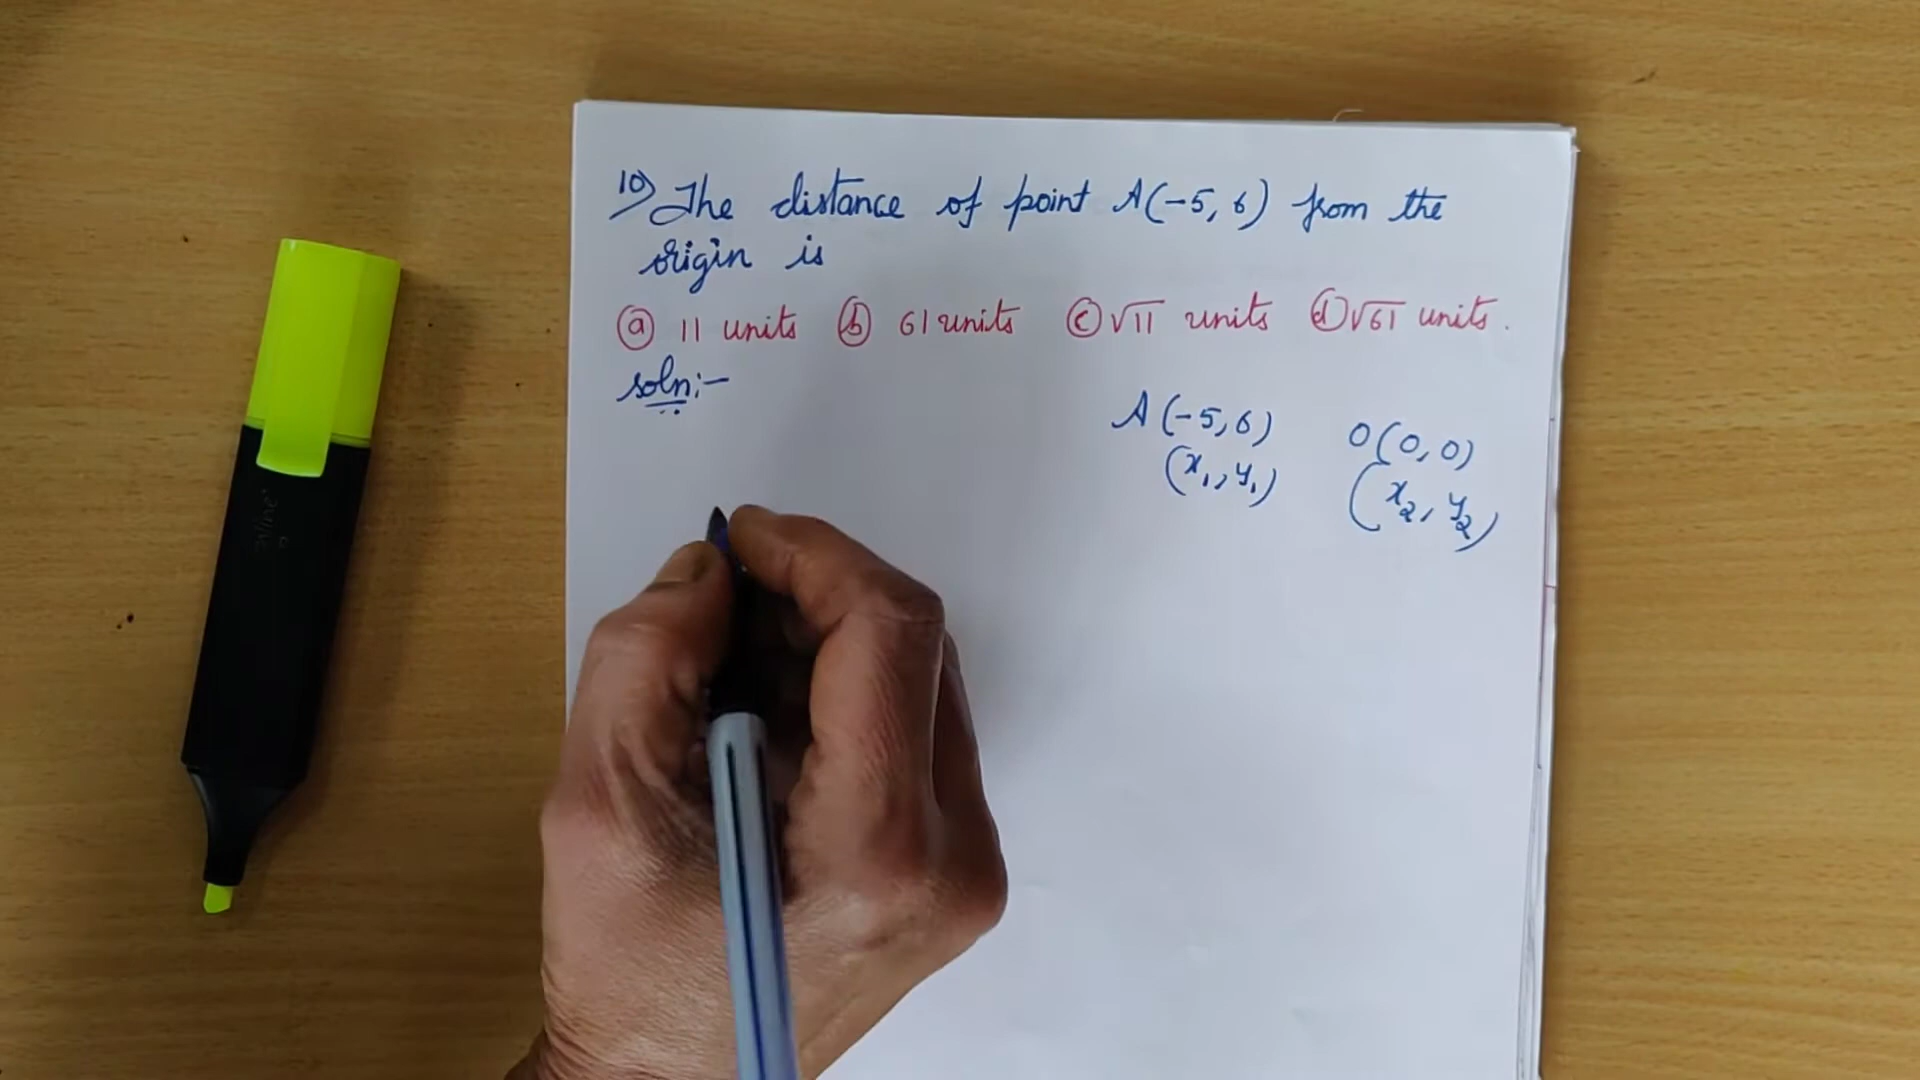 10) The distance of point A(-5, 6) from the
origin is
(a) 11 units (b) 61 units (c) √11 units (d) √61 units.
soln:-
A(-5,6) O(0,0)
(x₁, y₁) (x₂, y₂)